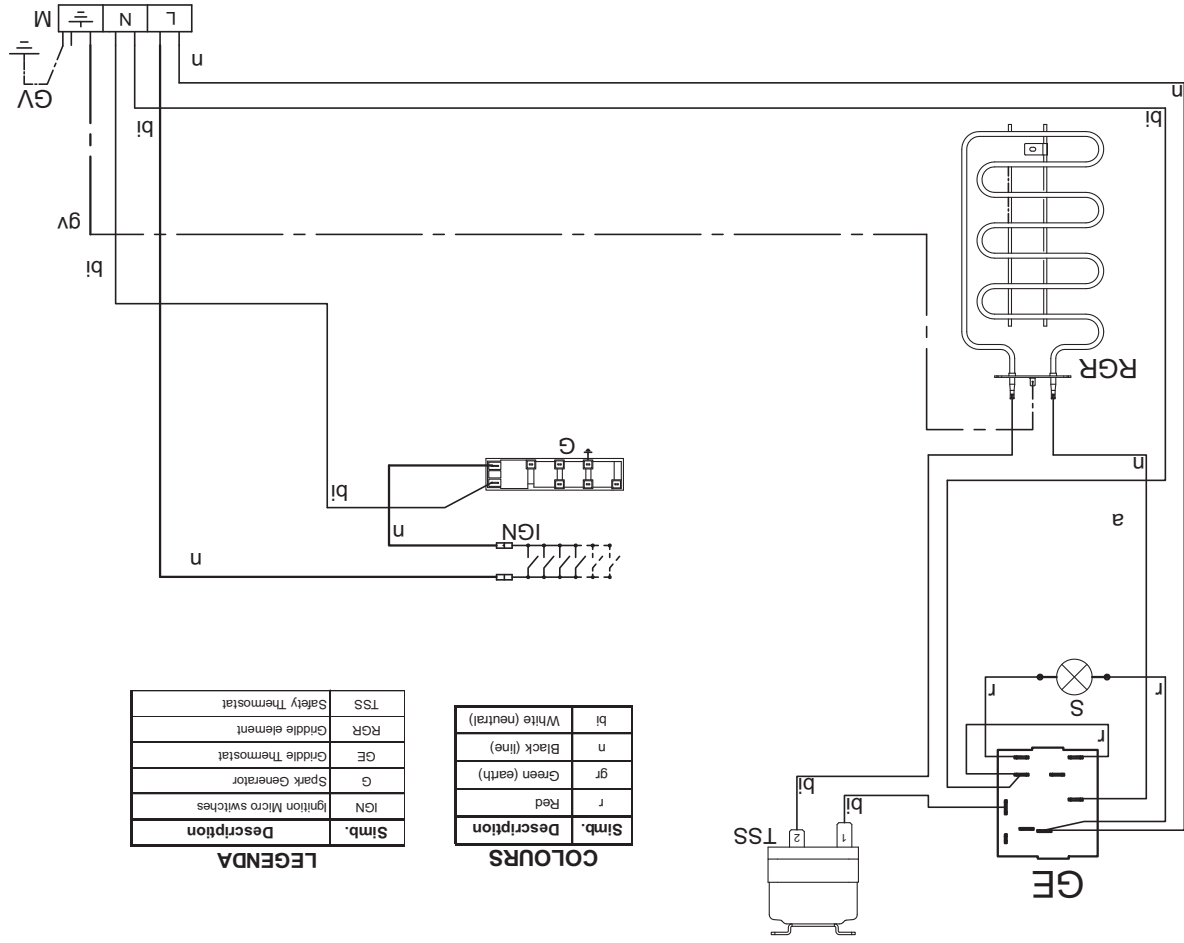 GE
TSS
1
2
bi
bi
r
S
r
r
COLOURS
Simb. Description
r Red
gr Green (earth)
n Black (line)
bi White (neutral)
LEGENDA
Simb. Description
IGN Ignition Micro switches
G Spark Generator
GE Griddle Thermostat
RGR Griddle element
TSS Safety Thermostat
a
n
n
IGN
n
bi
n
G
RGR
bi
gv
bi
bi
n
n
GV
L
N
M